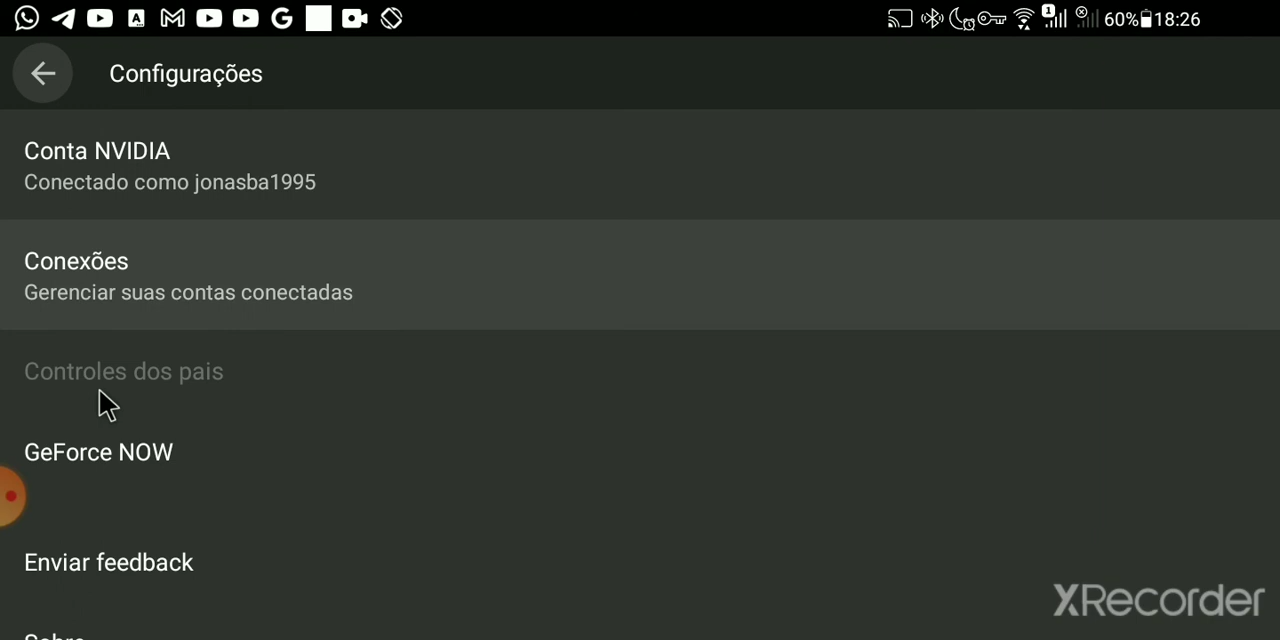 60% 18:26
Configurações
Conta NVIDIA
Conectado como jonasba1995
Conexões
Gerenciar suas contas conectadas
Controles dos pais
GeForce NOW
Enviar feedback
Sobre
XRecorder